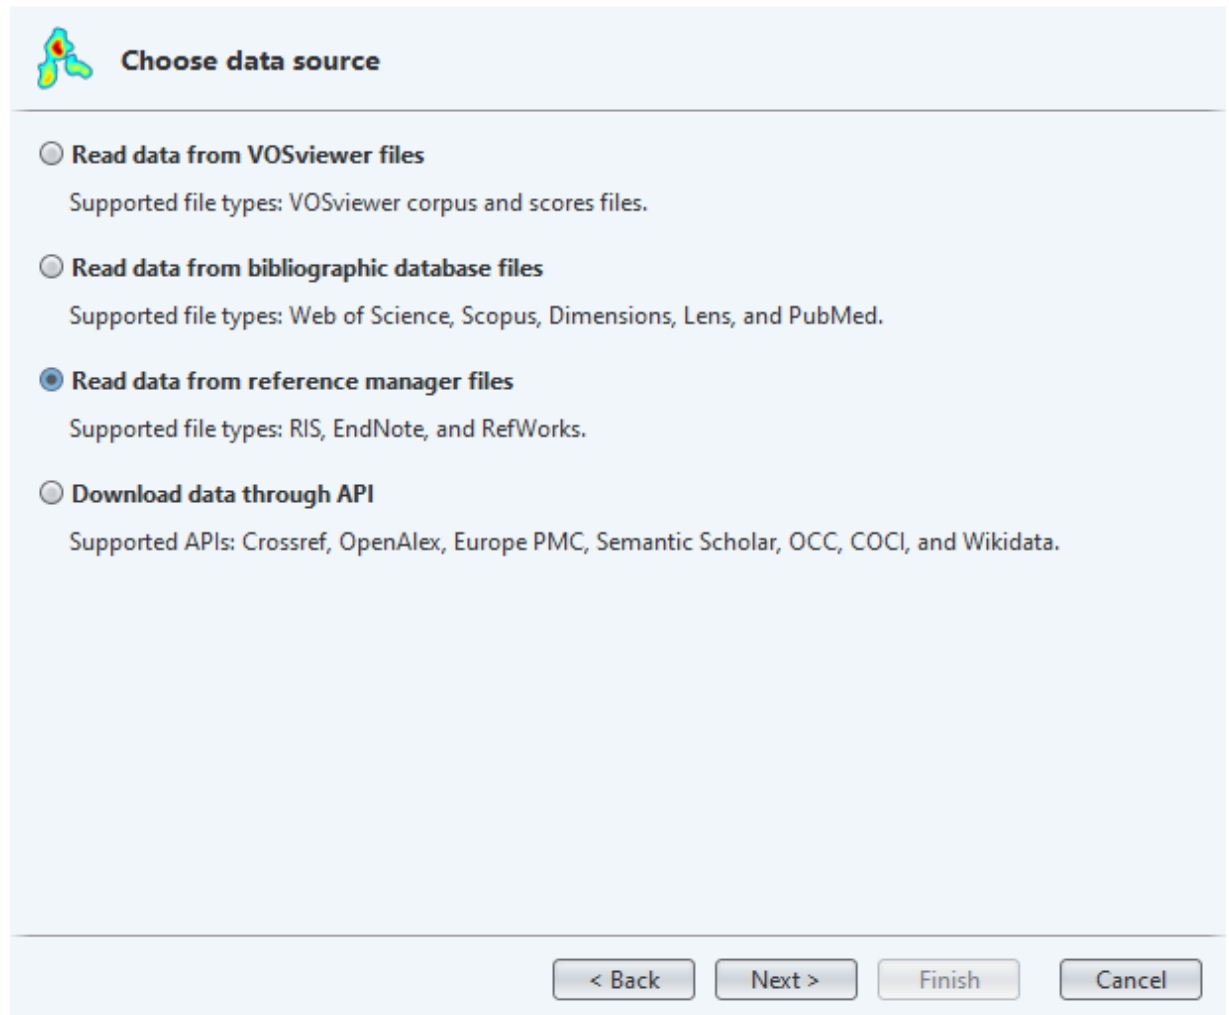 Choose data source
Read data from VOSviewer files
Supported file types: VOSviewer corpus and scores files.
Read data from bibliographic database files
Supported file types: Web of Science, Scopus, Dimensions, Lens, and PubMed.
Read data from reference manager files
Supported file types: RIS, EndNote, and RefWorks.
Download data through API
Supported APIs: Crossref, OpenAlex, Europe PMC, Semantic Scholar, OCC, COCI, and Wikidata.
< Back Next > Finish Cancel